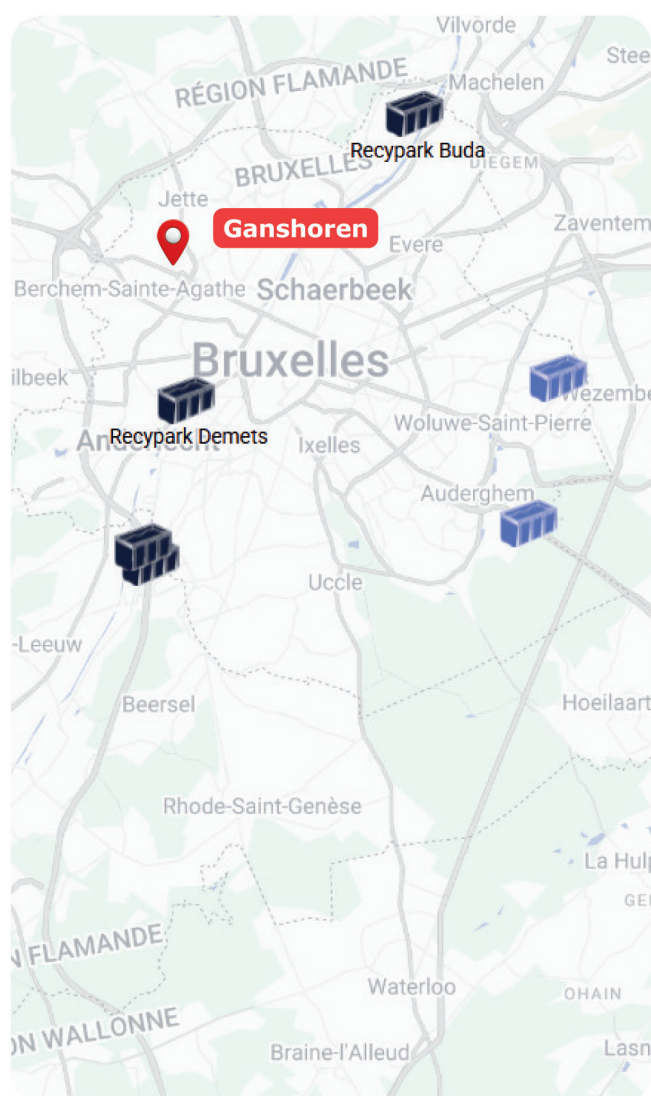 Vilvorde
Stee
RÉGION FLAMANDE
Machelen
Recypark Buda
BRUXELLES
DIEGEM
Jette
Ganshoren
Zaventem
Evere
Berchem-Sainte-Agathe
Schaerbeek
Bruxelles
ilbeek
Wezembe
Woluwe-Saint-Pierre
Recypark Demets
Anderlecht
Ixelles
Auderghem
Uccle
-Leeuw
Beersel
Hoeilaart
Rhode-Saint-Genèse
La Hulp
GE
N FLAMANDE
Waterloo
OHAIN
ON WALLONNE
Braine-l'Alleud
Lasn